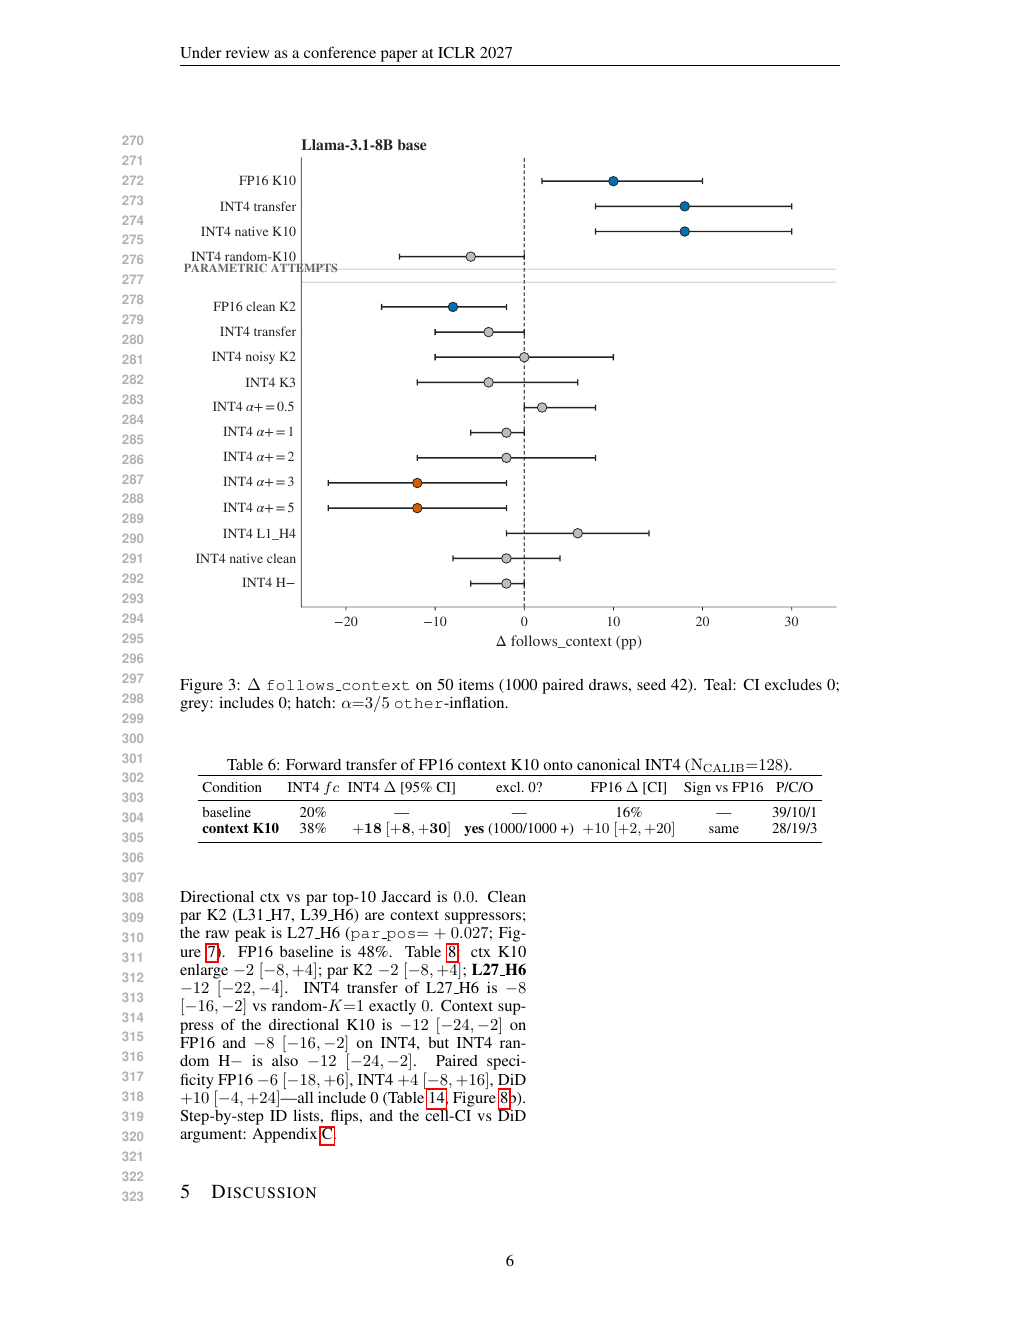 Under review as a conference paper at ICLR 2027
270
271
272
273
274
275
276
277
278
279
280
281
282
283
284
285
286
287
288
289
290
291
292
293
294
295
296
297
298
299
300
301
302
303
304
305
306
307
308
309
310
311
312
313
314
315
316
317
318
319
320
321
322
323
Llama-3.1-8B base
FP16 K10
INT4 transfer
INT4 native K10
INT4 random-K10
PARAMETRIC ATTEMPTS
FP16 clean K2
INT4 transfer
INT4 noisy K2
INT4 K3
INT4 α+=0.5
INT4 α+=1
INT4 α+=2
INT4 α+=3
INT4 α+=5
INT4 L1_H4
INT4 native clean
INT4 H−
−20 −10 0 10 20 30
Δ follows_context (pp)
Figure 3: Δ follows_context on 50 items (1000 paired draws, seed 42). Teal: CI excludes 0;
grey: includes 0; hatch: α=3/5 other-inflation.
Table 6: Forward transfer of FP16 context K10 onto canonical INT4 (NCALIB=128).
Condition INT4 fc INT4 Δ [95% CI] excl. 0? FP16 Δ [CI] Sign vs FP16 P/C/O
baseline 20% — — 16% — 39/10/1
context K10 38% +18 [+8, +30] yes (1000/1000 +) +10 [+2, +20] same 28/19/3
Directional ctx vs par top-10 Jaccard is 0.0. Clean
par K2 (L31_H7, L39_H6) are context suppressors;
the raw peak is L27_H6 (par_pos= + 0.027; Fig-
ure 7). FP16 baseline is 48%. Table 8: ctx K10
enlarge −2 [−8, +4]; par K2 −2 [−8, +4]; L27_H6
−12 [−22, −4]. INT4 transfer of L27_H6 is −8
[−16, −2] vs random-K=1 exactly 0. Context sup-
press of the directional K10 is −12 [−24, −2] on
FP16 and −8 [−16, −2] on INT4, but INT4 ran-
dom H− is also −12 [−24, −2]. Paired speci-
ficity FP16 −6 [−18, +6], INT4 +4 [−8, +16], DiD
+10 [−4, +24]—all include 0 (Table 14, Figure 8b).
Step-by-step ID lists, flips, and the cell-CI vs DiD
argument: Appendix C.
5 DISCUSSION
6